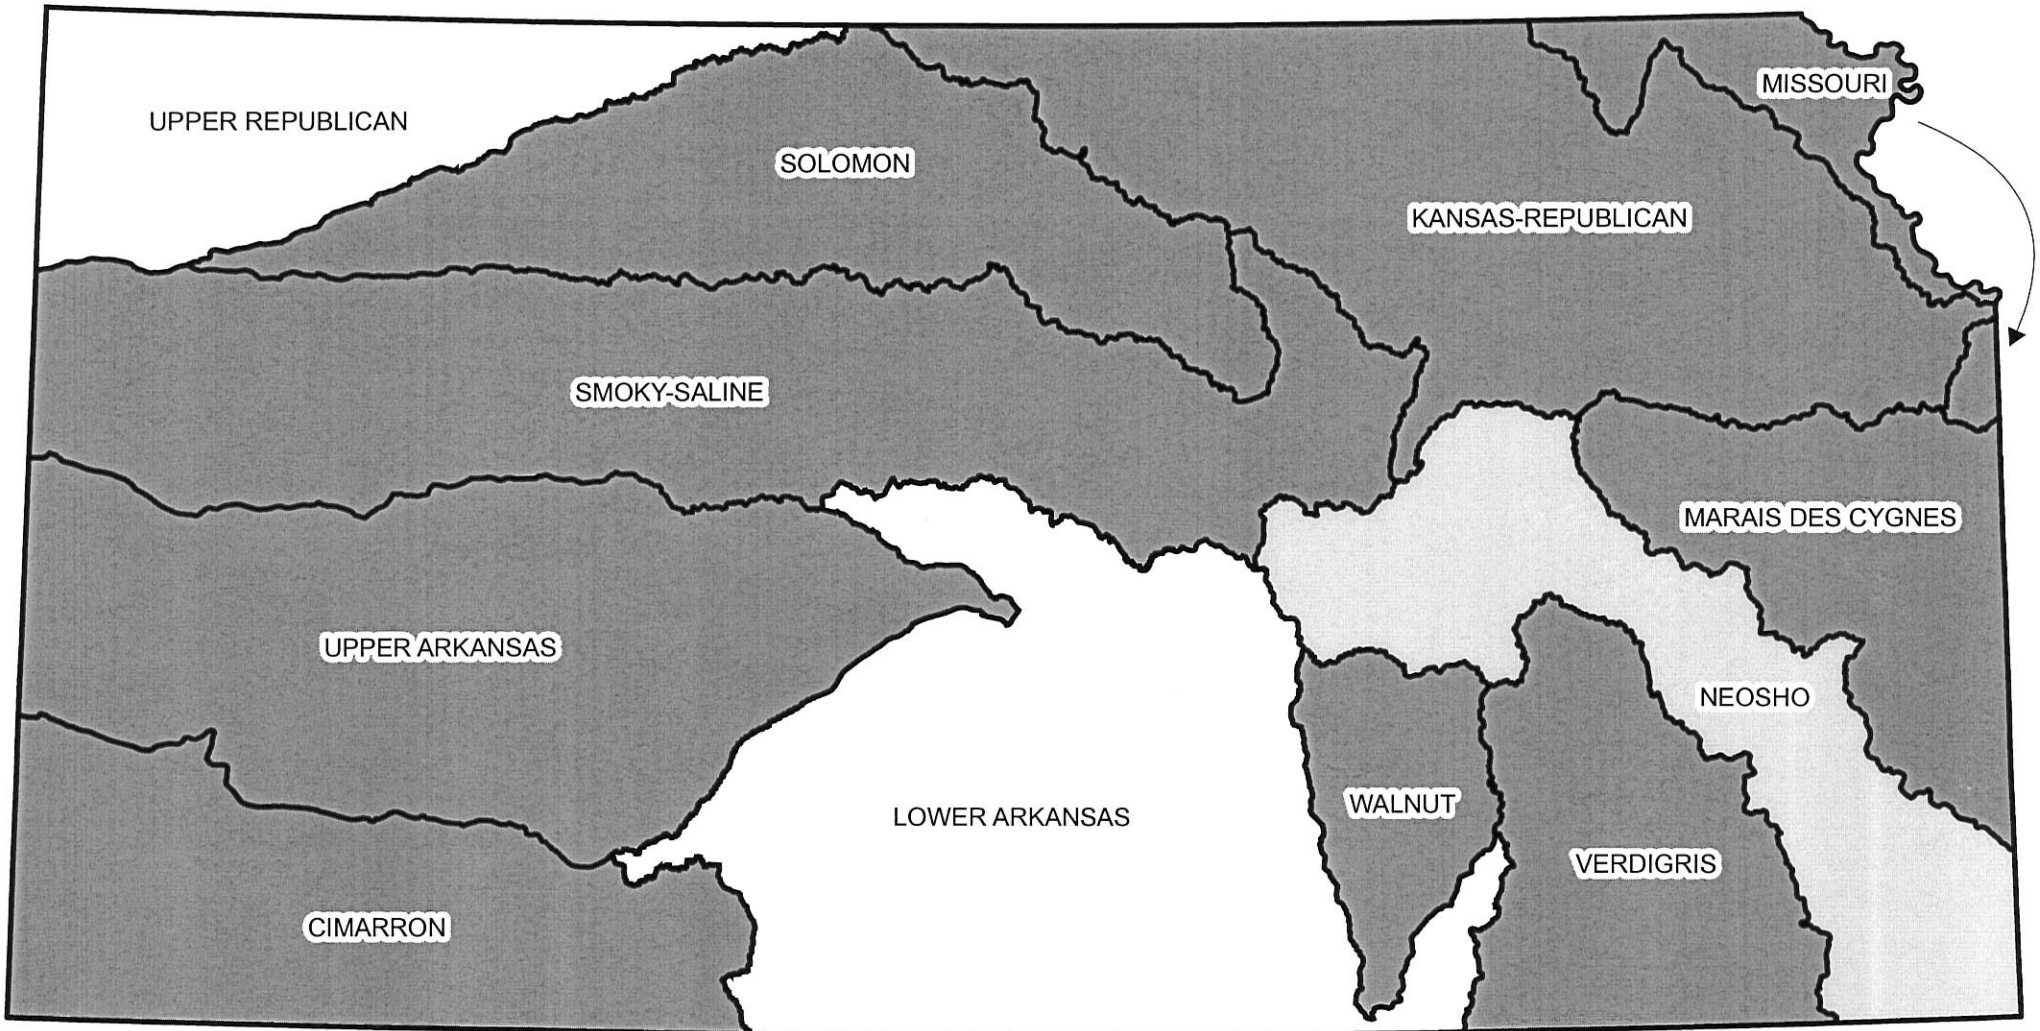 MISSOURI
UPPER REPUBLICAN
SOLOMON
KANSAS-REPUBLICAN
SMOKY-SALINE
MARAIS DES CYGNES
UPPER ARKANSAS
NEOSHO
WALNUT
LOWER ARKANSAS
VERDIGRIS
CIMARRON